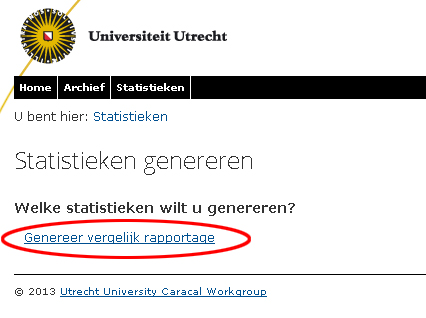 Universiteit Utrecht
Home Archief Statistieken
U bent hier: Statistieken
Statistieken genereren
Welke statistieken wilt u genereren?
Genereer vergelijk rapportage
© 2013 Utrecht University Caracal Workgroup